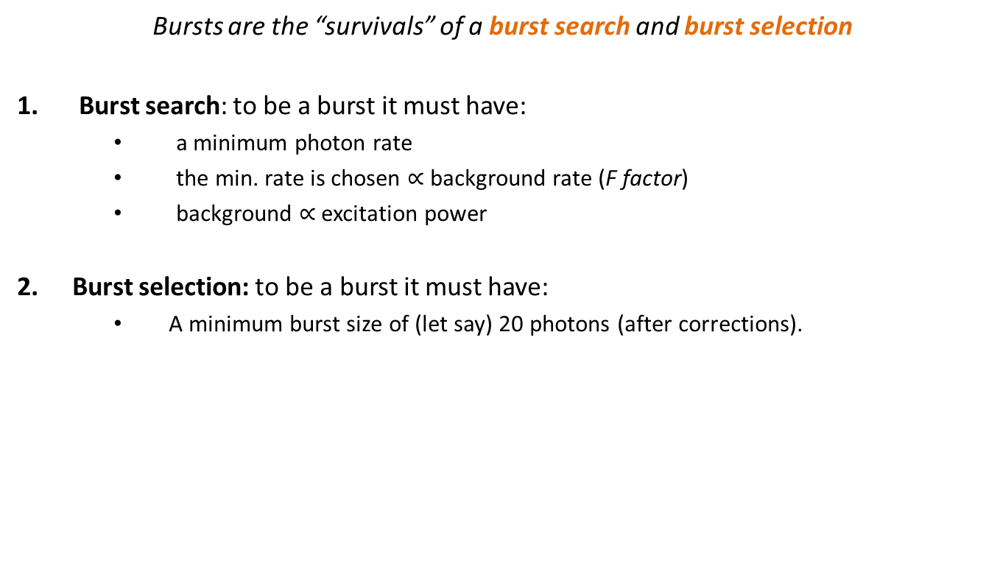 Bursts are the “survivals” of a burst search and burst selection
1. Burst search: to be a burst it must have:
• a minimum photon rate
• the min. rate is chosen ∝ background rate (F factor)
• background ∝ excitation power
2. Burst selection: to be a burst it must have:
• A minimum burst size of (let say) 20 photons (after corrections).